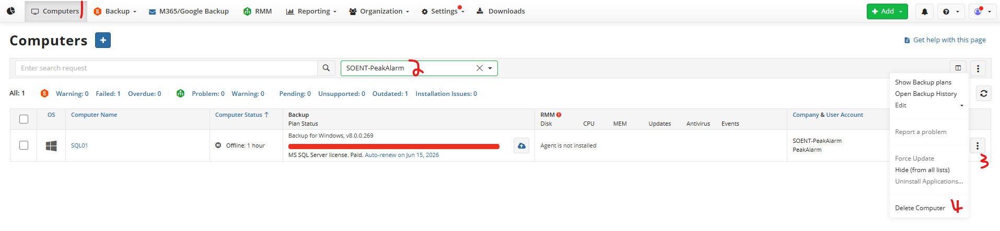 Computers 1 Backup M365/Google Backup RMM Reporting Organization Settings Downloads + Add
Computers + Get help with this page
Enter search request SOENT-PeakAlarm 2
All: 1 Warning: 0 Failed: 1 Overdue: 0 Problem: 0 Warning: 0 Pending: 0 Unsupported: 0 Outdated: 1 Installation Issues: 0
OS Computer Name Computer Status ↑ Backup RMM Company & User Account
Plan Status Disk CPU MEM Updates Antivirus Events
Backup for Windows, v8.0.0.269
SQL01 Offline: 1 hour Agent is not installed SOENT-PeakAlarm
PeakAlarm
MS SQL Server license. Paid. Auto-renew on Jun 15, 2026
3
Show Backup plans
Open Backup History
Edit
Report a problem
Force Update
Hide (from all lists)
Uninstall Applications...
Delete Computer 4